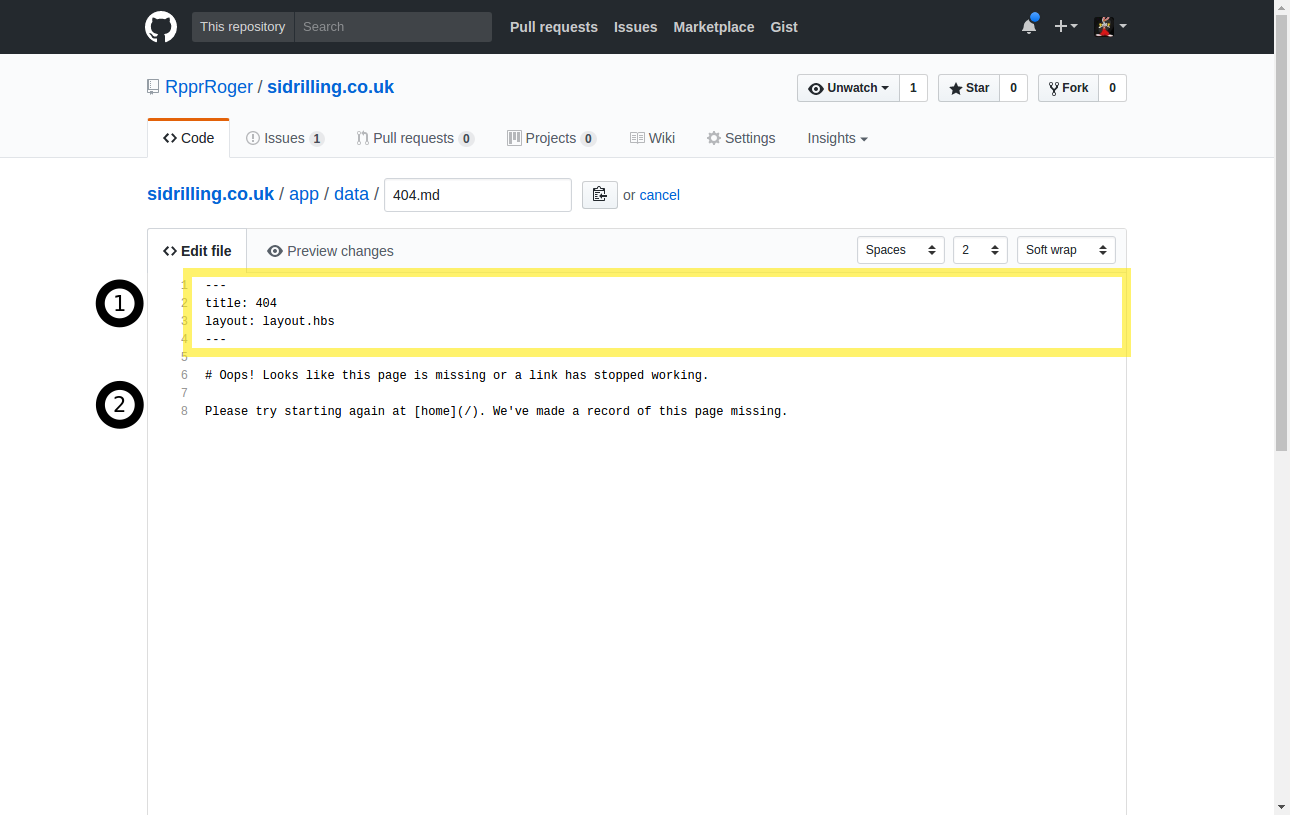 This repository Search Pull requests Issues Marketplace Gist
RpprRoger / sidrilling.co.uk Unwatch 1 Star 0 Fork 0
Code Issues 1 Pull requests 0 Projects 0 Wiki Settings Insights
sidrilling.co.uk / app / data / 404.md or cancel
Edit file Preview changes Spaces 2 Soft wrap
1 ---
1
2 title: 404
3 layout: layout.hbs
4 ---
5
6 # Oops! Looks like this page is missing or a link has stopped working.
7
2
8 Please try starting again at [home](/). We've made a record of this page missing.